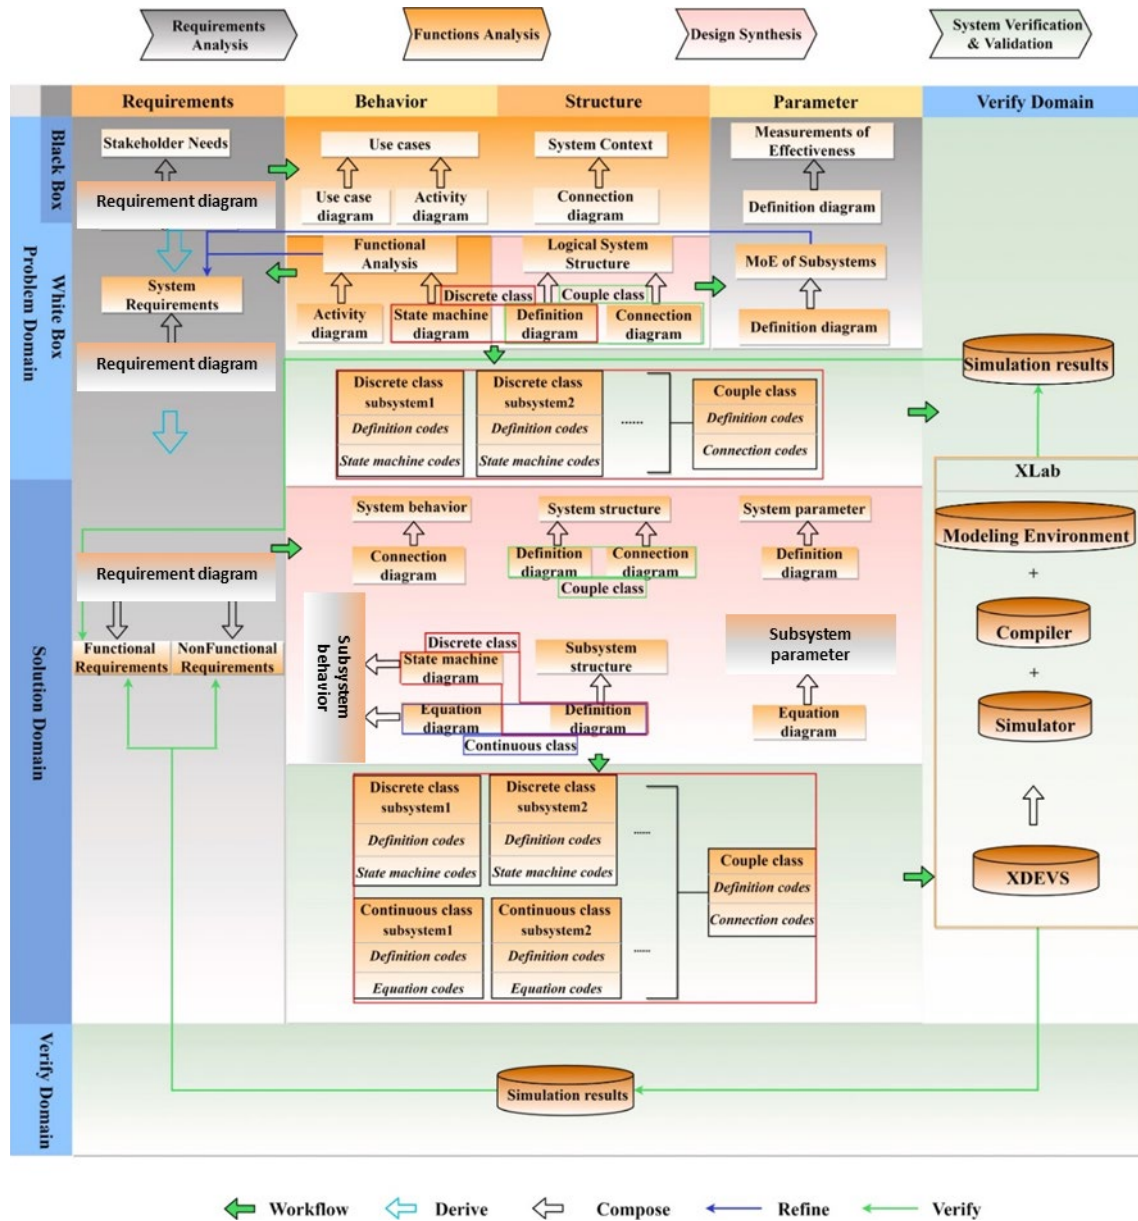 Requirements
Analysis
Functions Analysis
Design Synthesis
System Verification
& Validation
Requirements
Behavior
Structure
Parameter
Verify Domain
Black Box
Stakeholder Needs
Requirement diagram
Use cases
Use case
diagram
Activity
diagram
System Context
Connection
diagram
Measurements of
Effectiveness
Definition diagram
Problem Domain
White Box
System
Requirements
Requirement diagram
Functional
Analysis
Logical System
Structure
MoE of Subsystems
Discrete class
Couple class
Activity
diagram
State machine
diagram
Definition
diagram
Connection
diagram
Definition diagram
Simulation results
Discrete class
subsystem1
Definition codes
State machine codes
Discrete class
subsystem2
Definition codes
State machine codes
......
Couple class
Definition codes
Connection codes
XLab
Modeling Environment
+
Compiler
+
Simulator
XDEVS
Solution Domain
Requirement diagram
Functional
Requirements
NonFunctional
Requirements
System behavior
Connection
diagram
System structure
Definition
diagram
Connection
diagram
Couple class
System parameter
Definition
diagram
Subsystem
behavior
Discrete class
State machine
diagram
Equation
diagram
Continuous class
Subsystem
structure
Definition
diagram
Subsystem
parameter
Equation
diagram
Discrete class
subsystem1
Definition codes
State machine codes
Discrete class
subsystem2
Definition codes
State machine codes
......
Continuous class
subsystem1
Definition codes
Equation codes
Continuous class
subsystem2
Definition codes
Equation codes
......
Couple class
Definition codes
Connection codes
Verify Domain
Simulation results
Workflow
Derive
Compose
Refine
Verify